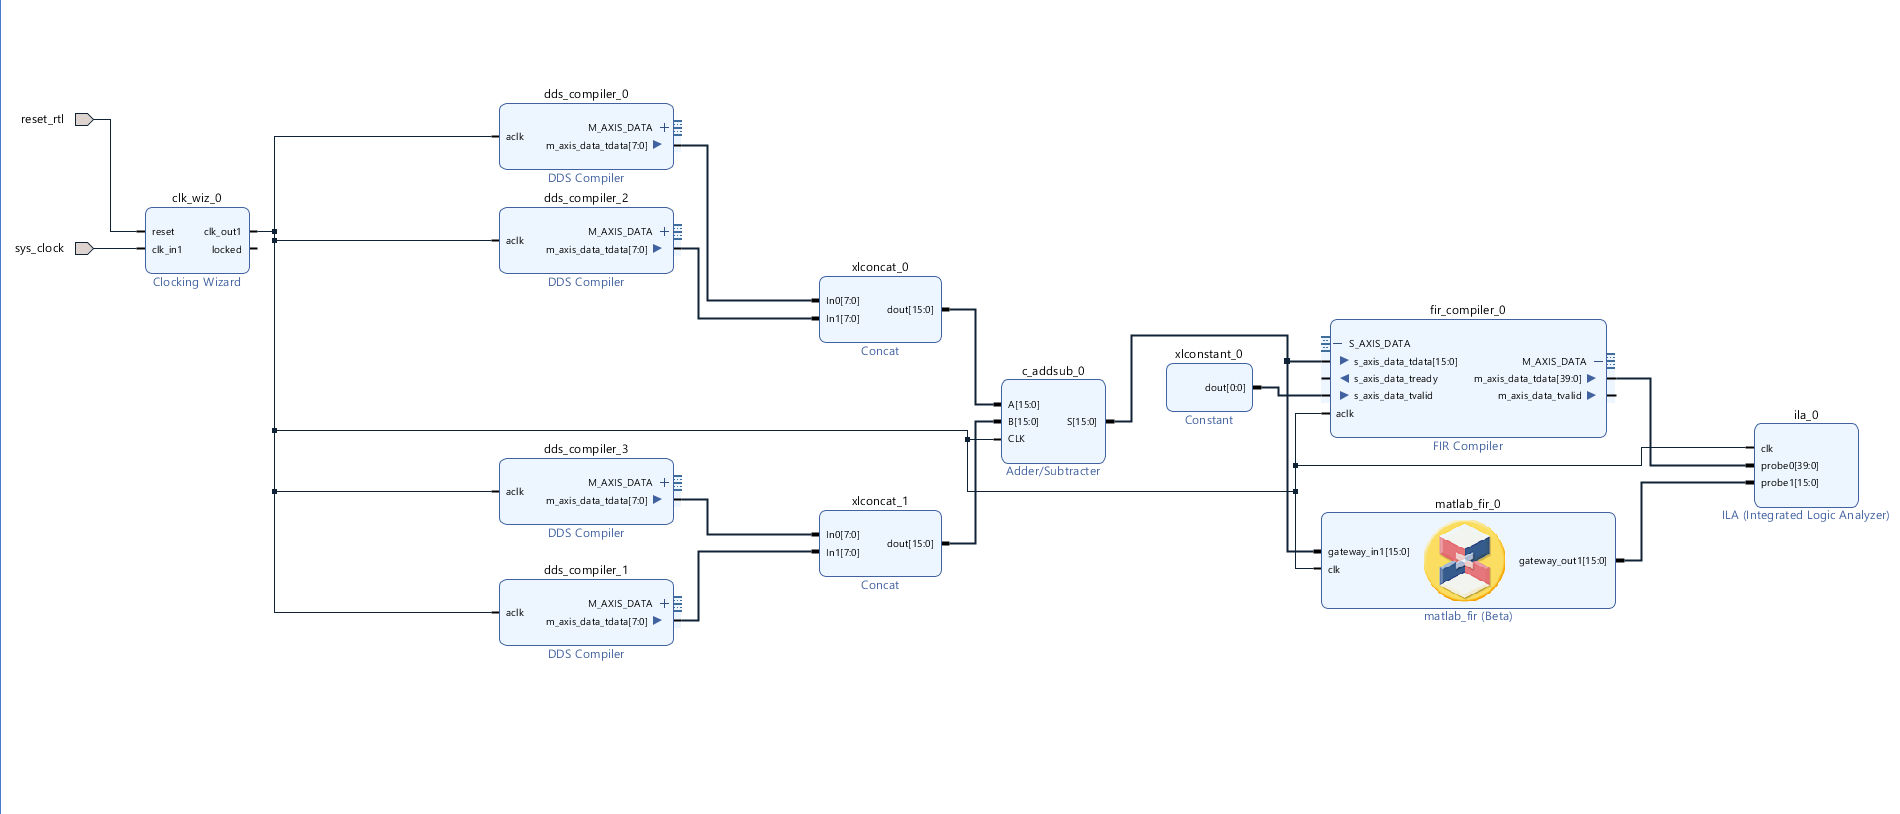 reset_rtl
sys_clock
clk_wiz_0
reset
clk_in1
clk_out1
locked
Clocking Wizard
dds_compiler_0
aclk
M_AXIS_DATA
m_axis_data_tdata[7:0]
DDS Compiler
dds_compiler_2
aclk
M_AXIS_DATA
m_axis_data_tdata[7:0]
DDS Compiler
dds_compiler_3
aclk
M_AXIS_DATA
m_axis_data_tdata[7:0]
DDS Compiler
dds_compiler_1
aclk
M_AXIS_DATA
m_axis_data_tdata[7:0]
DDS Compiler
xlconcat_0
In0[7:0]
In1[7:0]
dout[15:0]
Concat
xlconcat_1
In0[7:0]
In1[7:0]
dout[15:0]
Concat
c_addsub_0
A[15:0]
B[15:0]
CLK
S[15:0]
Adder/Subtracter
xlconstant_0
dout[0:0]
Constant
fir_compiler_0
S_AXIS_DATA
s_axis_data_tdata[15:0]
s_axis_data_tready
s_axis_data_tvalid
aclk
M_AXIS_DATA
m_axis_data_tdata[39:0]
m_axis_data_tvalid
FIR Compiler
matlab_fir_0
gateway_in1[15:0]
clk
gateway_out1[15:0]
matlab_fir (Beta)
ila_0
clk
probe0[39:0]
probe1[15:0]
ILA (Integrated Logic Analyzer)